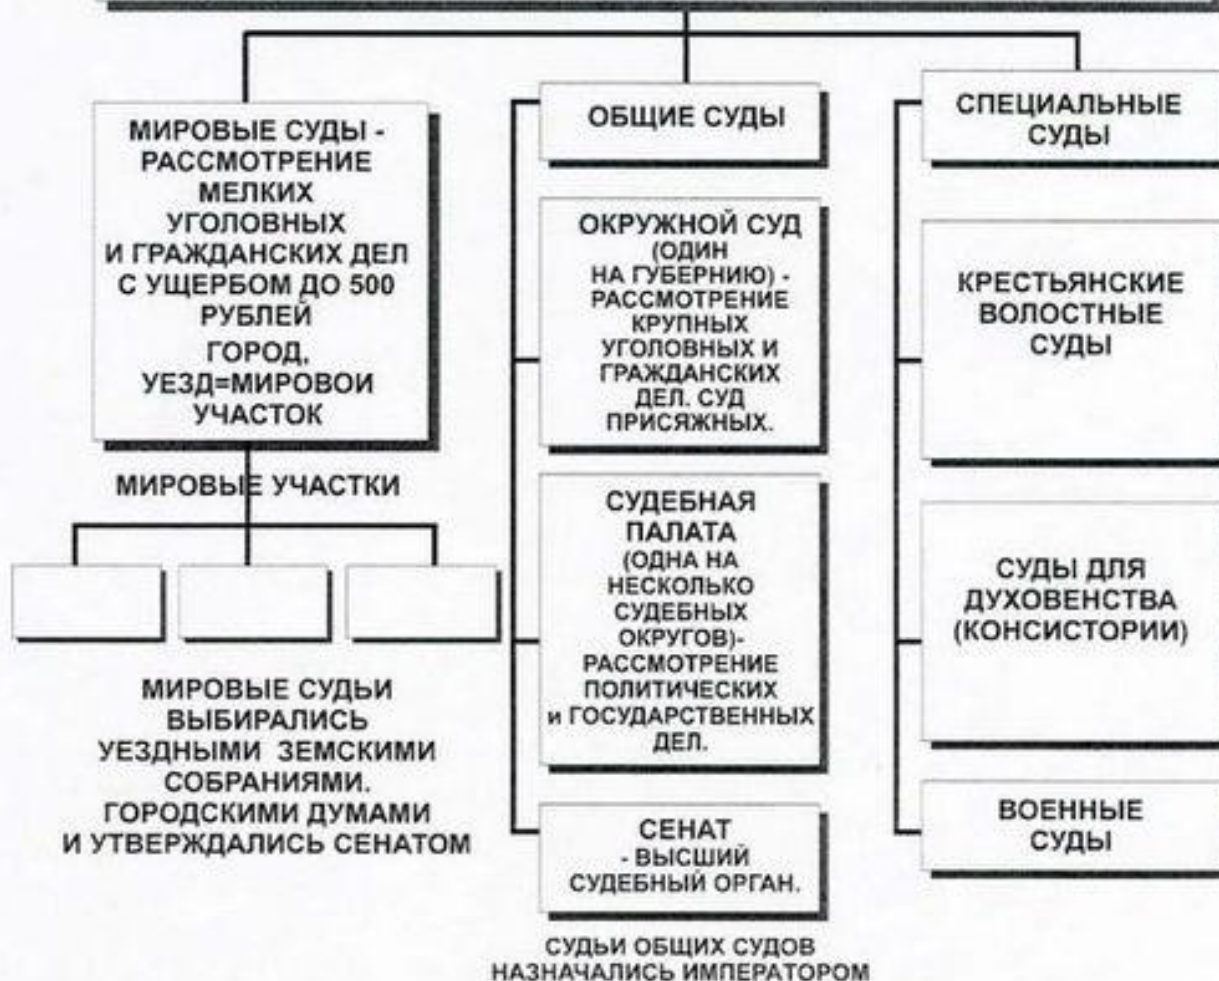 МИРОВЫЕ СУДЫ -
РАССМОТРЕНИЕ
МЕЛКИХ
УГОЛОВНЫХ
И ГРАЖДАНСКИХ ДЕЛ
С УЩЕРБОМ ДО 500
РУБЛЕЙ
ГОРОД,
УЕЗД=МИРОВОИ
УЧАСТОК
МИРОВЫЕ УЧАСТКИ
МИРОВЫЕ СУДЬИ
ВЫБИРАЛИСЬ
УЕЗДНЫМИ ЗЕМСКИМИ
СОБРАНИЯМИ.
ГОРОДСКИМИ ДУМАМИ
И УТВЕРЖДАЛИСЬ СЕНАТОМ
ОБЩИЕ СУДЫ
ОКРУЖНОЙ СУД
(ОДИН
НА ГУБЕРНИЮ) -
РАССМОТРЕНИЕ
КРУПНЫХ
УГОЛОВНЫХ И
ГРАЖДАНСКИХ
ДЕЛ. СУД
ПРИСЯЖНЫХ.
СУДЕБНАЯ
ПАЛАТА
(ОДНА НА
НЕСКОЛЬКО
СУДЕБНЫХ
ОКРУГОВ)-
РАССМОТРЕНИЕ
ПОЛИТИЧЕСКИХ
и ГОСУДАРСТВЕННЫХ
ДЕЛ.
СЕНАТ
- ВЫСШИЙ
СУДЕБНЫЙ ОРГАН.
СУДЬИ ОБЩИХ СУДОВ
НАЗНАЧАЛИСЬ ИМПЕРАТОРОМ
СПЕЦИАЛЬНЫЕ
СУДЫ
КРЕСТЬЯНСКИЕ
ВОЛОСТНЫЕ
СУДЫ
СУДЫ ДЛЯ
ДУХОВЕНСТВА
(КОНСИСТОРИИ)
ВОЕННЫЕ
СУДЫ